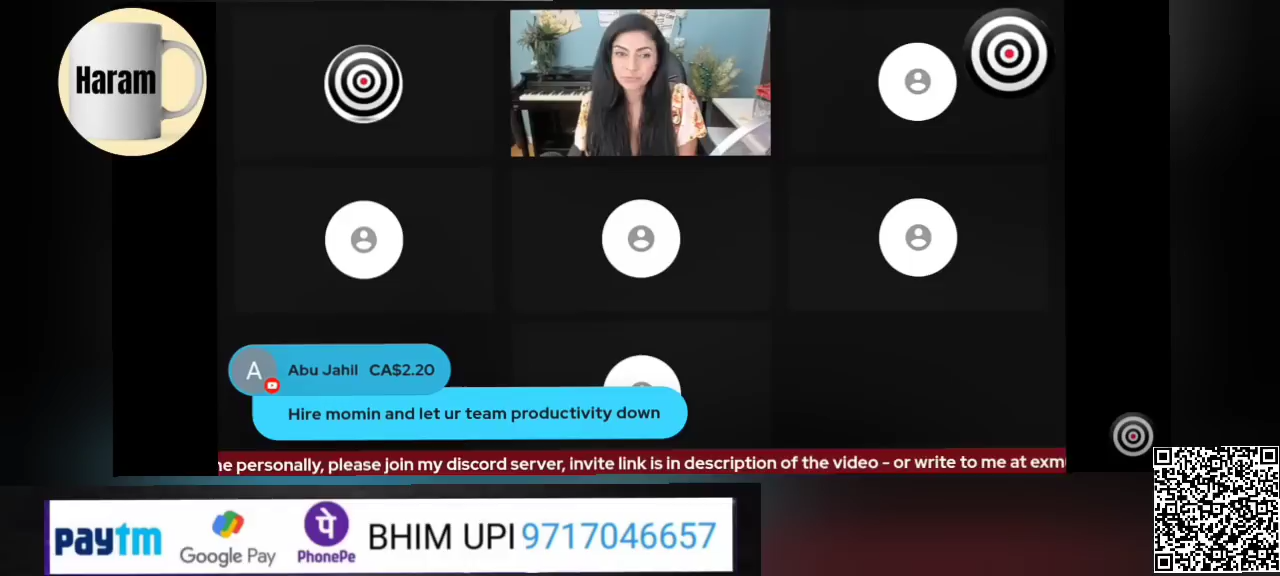 Haram
A
Abu Jahil CA$2.20
Hire momin and let ur team productivity down
personally, please join my discord server, invite link is in description of the video - or write to me at
paytm
Google Pay
पे
PhonePe
BHIM UPI 9717046657